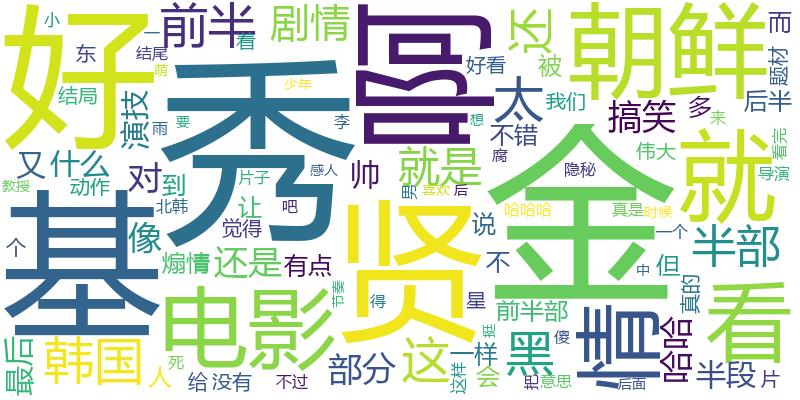 小 一 前半 剧情 还 朝鲜 而
东 结尾 看 好看 被 后半 题材
好 秀 啊 太 我们 搞笑 多 来
结局 萌 少年 演技 雨 要 李 想 不错 看完
又 什么 对 到 帅 就是 腐 伟大 就 导演
教授 动作 片子 感人 男 喜欢 后 隐秘
北韩 让 吧 哈哈哈 真是 时候
基 个 像 觉得 贤 说 金 一个 半部
煽情 还是 有点 不 但
电影 节奏 得 星 前半部 中 真的 看
最后 韩国 这 一样 黑 挺 傻 情 哈哈
人 死 部分 会 半段 片
给 没有 不过 这样 把 意思 后面